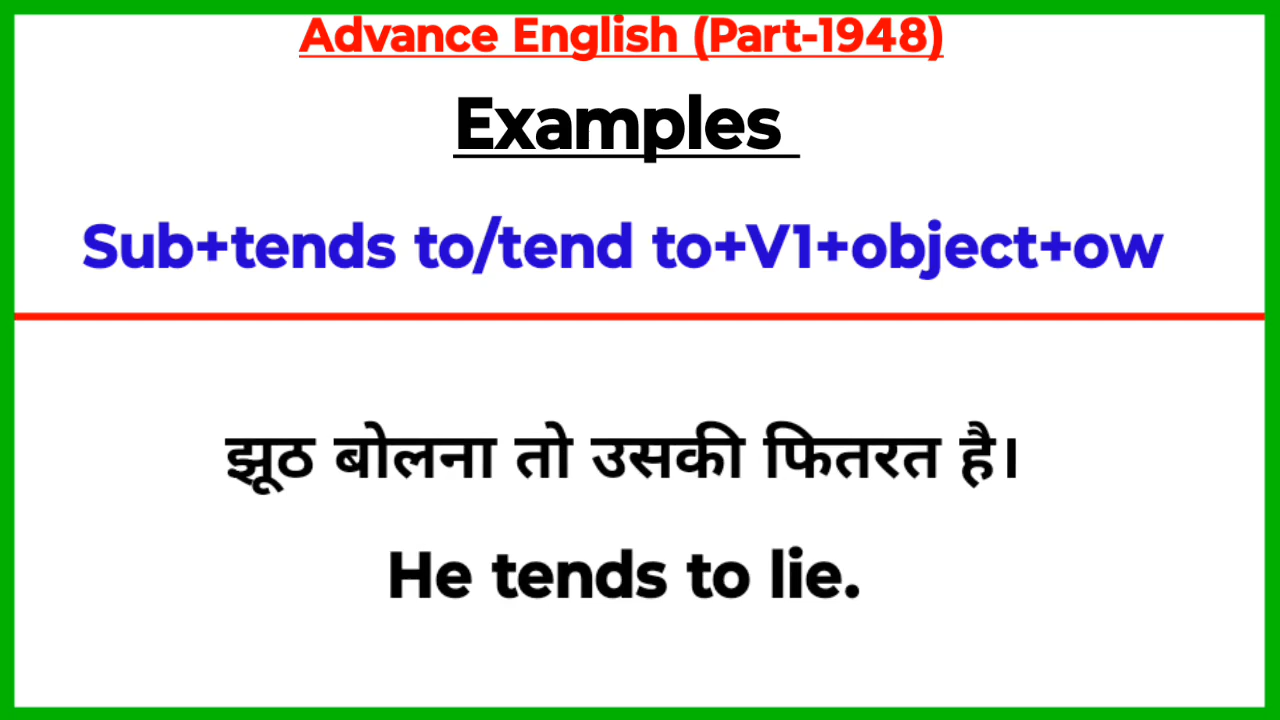 Advance English (Part-1948)
Examples
Sub+tends to/tend to+V1+object+ow
झूठ बोलना तो उसकी फितरत है।
He tends to lie.